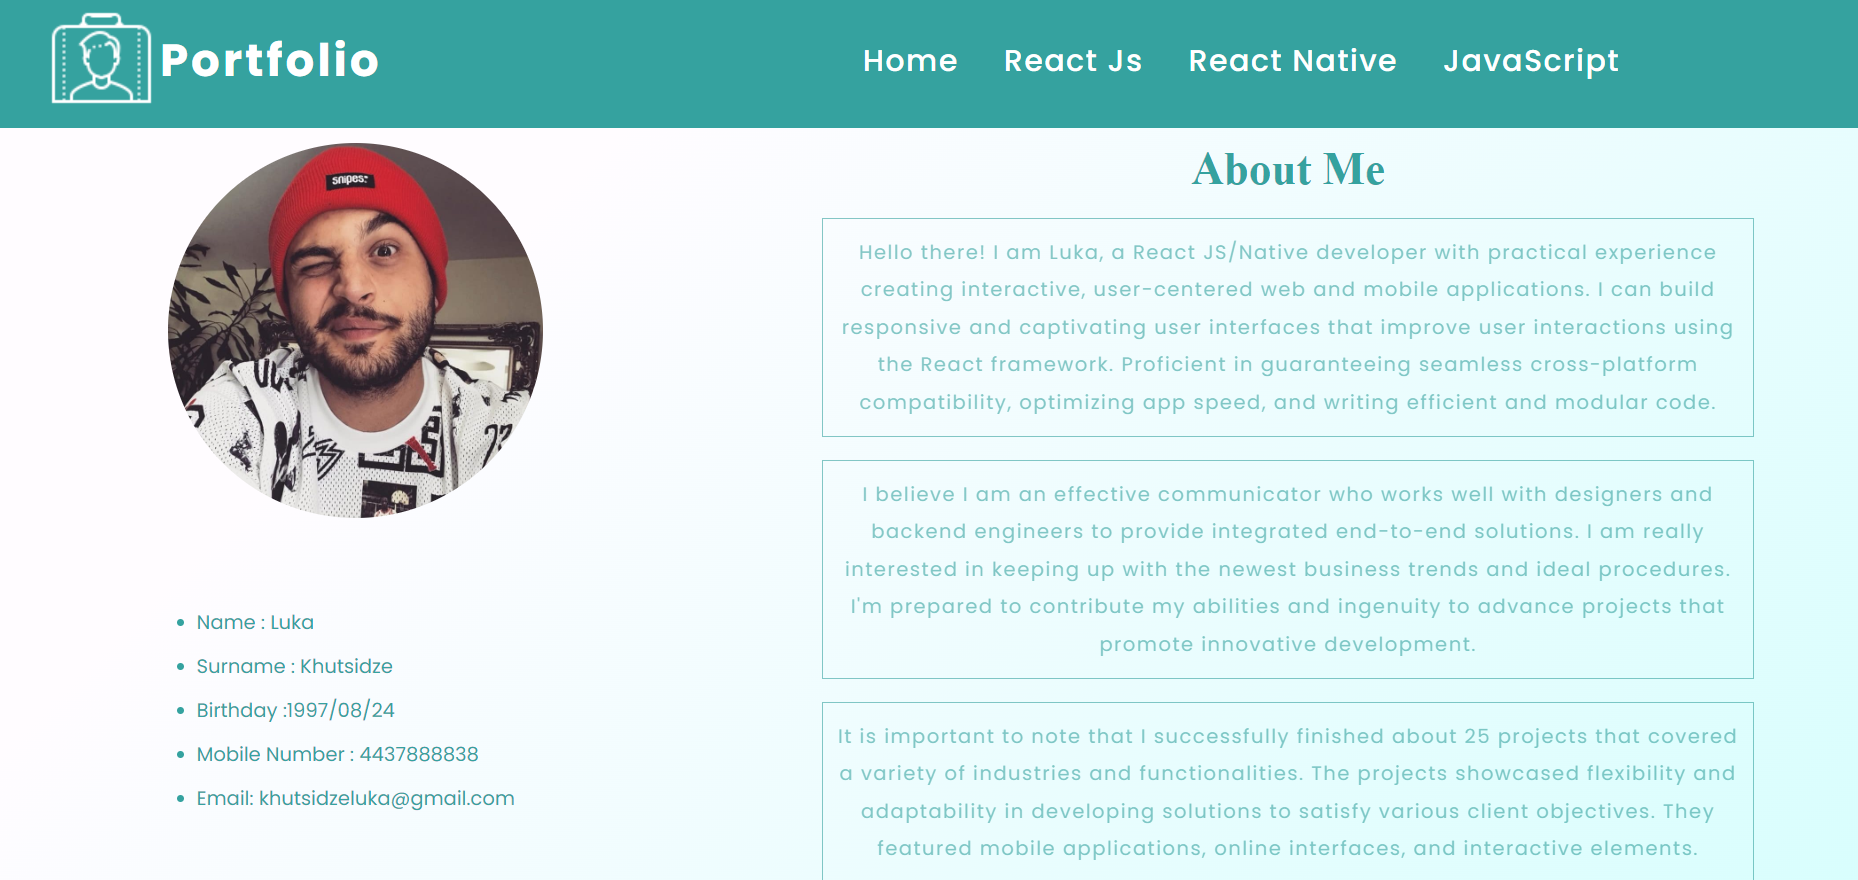 Portfolio
Home
React Js
React Native
JavaScript
snipes:
Name : Luka
Surname : Khutsidze
Birthday :1997/08/24
Mobile Number : 4437888838
Email: khutsidzeluka@gmail.com
About Me
Hello there! I am Luka, a React JS/Native developer with practical experience
creating interactive, user-centered web and mobile applications. I can build
responsive and captivating user interfaces that improve user interactions using
the React framework. Proficient in guaranteeing seamless cross-platform
compatibility, optimizing app speed, and writing efficient and modular code.
I believe I am an effective communicator who works well with designers and
backend engineers to provide integrated end-to-end solutions. I am really
interested in keeping up with the newest business trends and ideal procedures.
I'm prepared to contribute my abilities and ingenuity to advance projects that
promote innovative development.
It is important to note that I successfully finished about 25 projects that covered
a variety of industries and functionalities. The projects showcased flexibility and
adaptability in developing solutions to satisfy various client objectives. They
featured mobile applications, online interfaces, and interactive elements.